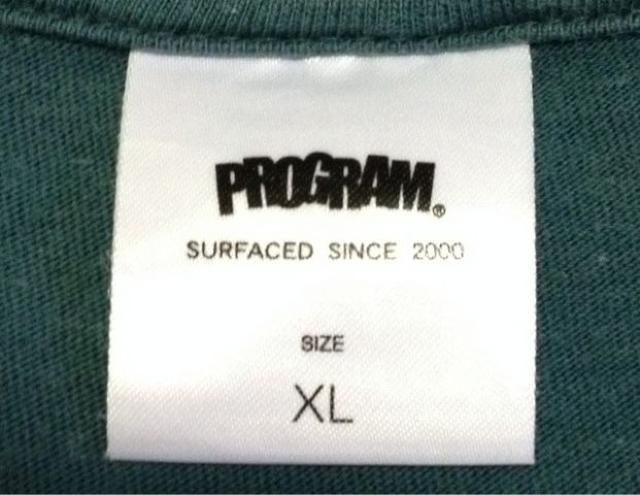 PROGRAM®
SURFACED SINCE 2000
SIZE
XL